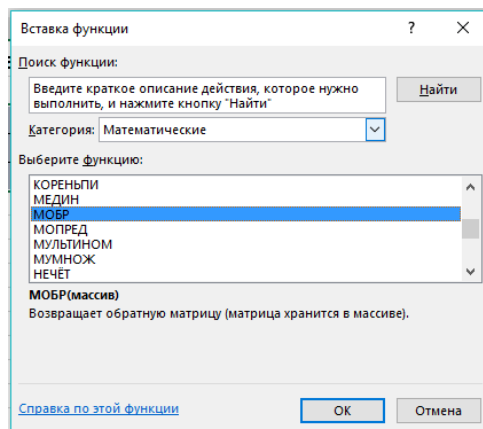 Вставка функции ? ×
Поиск функции:
Введите краткое описание действия, которое нужно
выполнить, и нажмите кнопку "Найти"
Найти
Категория: Математические
Выберите функцию:
КОРЕНЬПИ
МЕДИН
МОБР
МОПРЕД
МУЛЬТИНОМ
МУМНОЖ
НЕЧЁТ
МОБР(массив)
Возвращает обратную матрицу (матрица хранится в массиве).
Справка по этой функции
ОК
Отмена